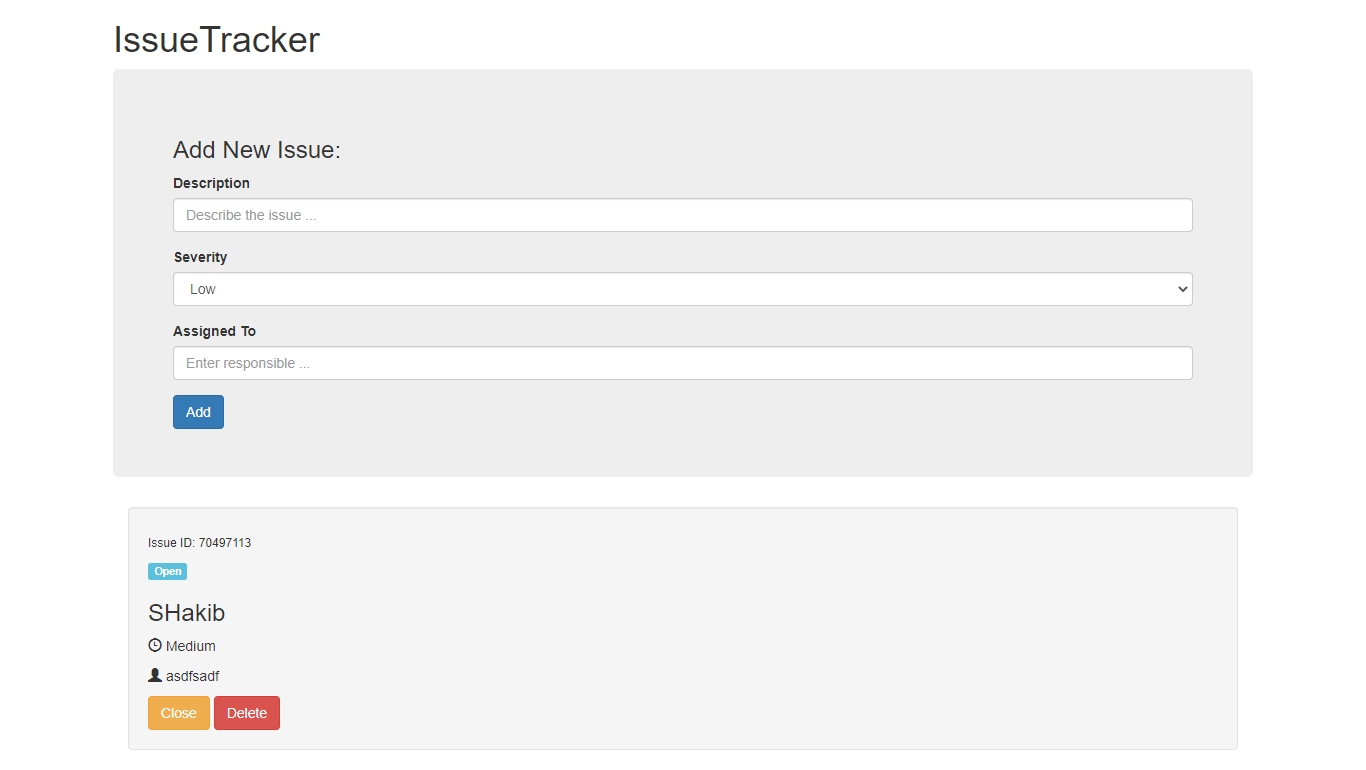 IssueTracker
Add New Issue:
Description
Describe the issue ...
Severity
Low
Assigned To
Enter responsible ...
Add
Issue ID: 70497113
Open
SHakib
Medium
asdfsadf
Close Delete